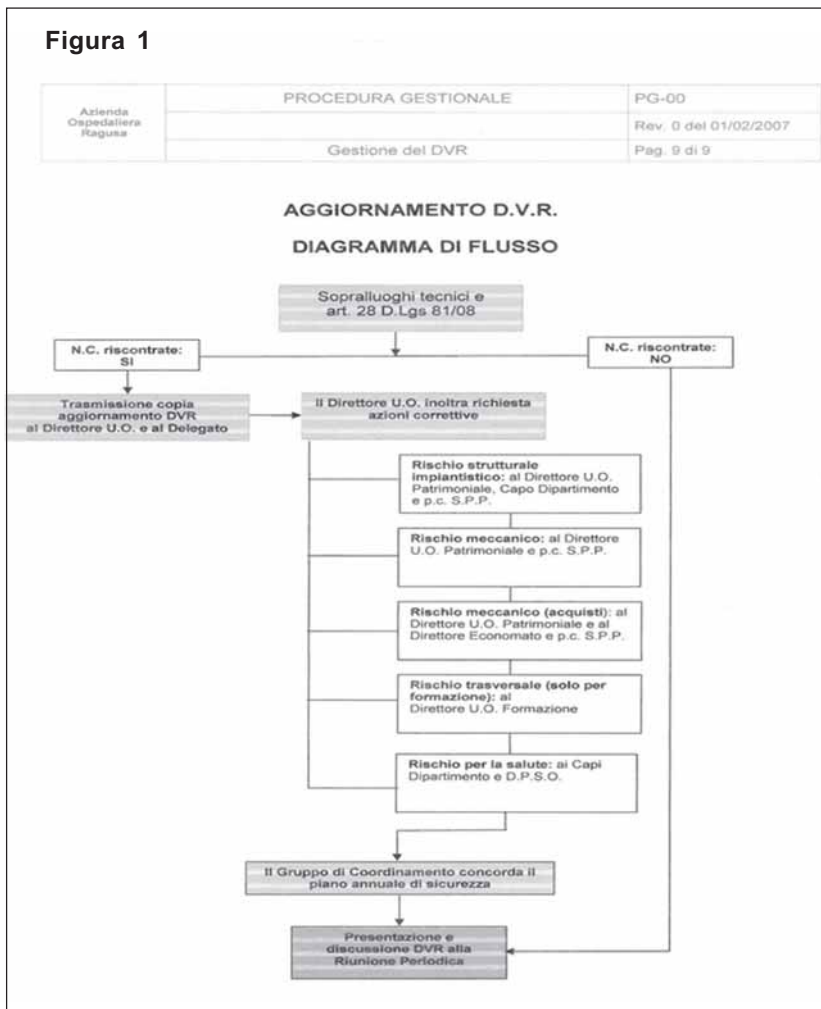 Figura 1
Azienda
Ospedaliera
Ragusa
PROCEDURA GESTIONALE
PG-00
Rev. 0 del 01/02/2007
Gestione del DVR
Pag. 9 di 9
AGGIORNAMENTO D.V.R.
DIAGRAMMA DI FLUSSO
Sopralluoghi tecnici e
art. 28 D.Lgs 81/08
N.C. riscontrate:
SI
N.C. riscontrate:
NO
Trasmissione copia
aggiornamento DVR
al Direttore U.O. e al Delegato
Il Direttore U.O. inoltra richiesta
azioni correttive
Rischio strutturale
impiantistico: al Direttore U.O.
Patrimoniale, Capo Dipartimento
e p.c. S.P.P.
Rischio meccanico: al Direttore
U.O. Patrimoniale e p.c. S.P.P.
Rischio meccanico (acquisti): al
Direttore U.O. Patrimoniale e al
Direttore Economato e p.c. S.P.P.
Rischio trasversale (solo per
formazione): al
Direttore U.O. Formazione
Rischio per la salute: ai Capi
Dipartimento e D.P.S.O.
Il Gruppo di Coordinamento concorda il
piano annuale di sicurezza
Presentazione e
discussione DVR alla
Riunione Periodica